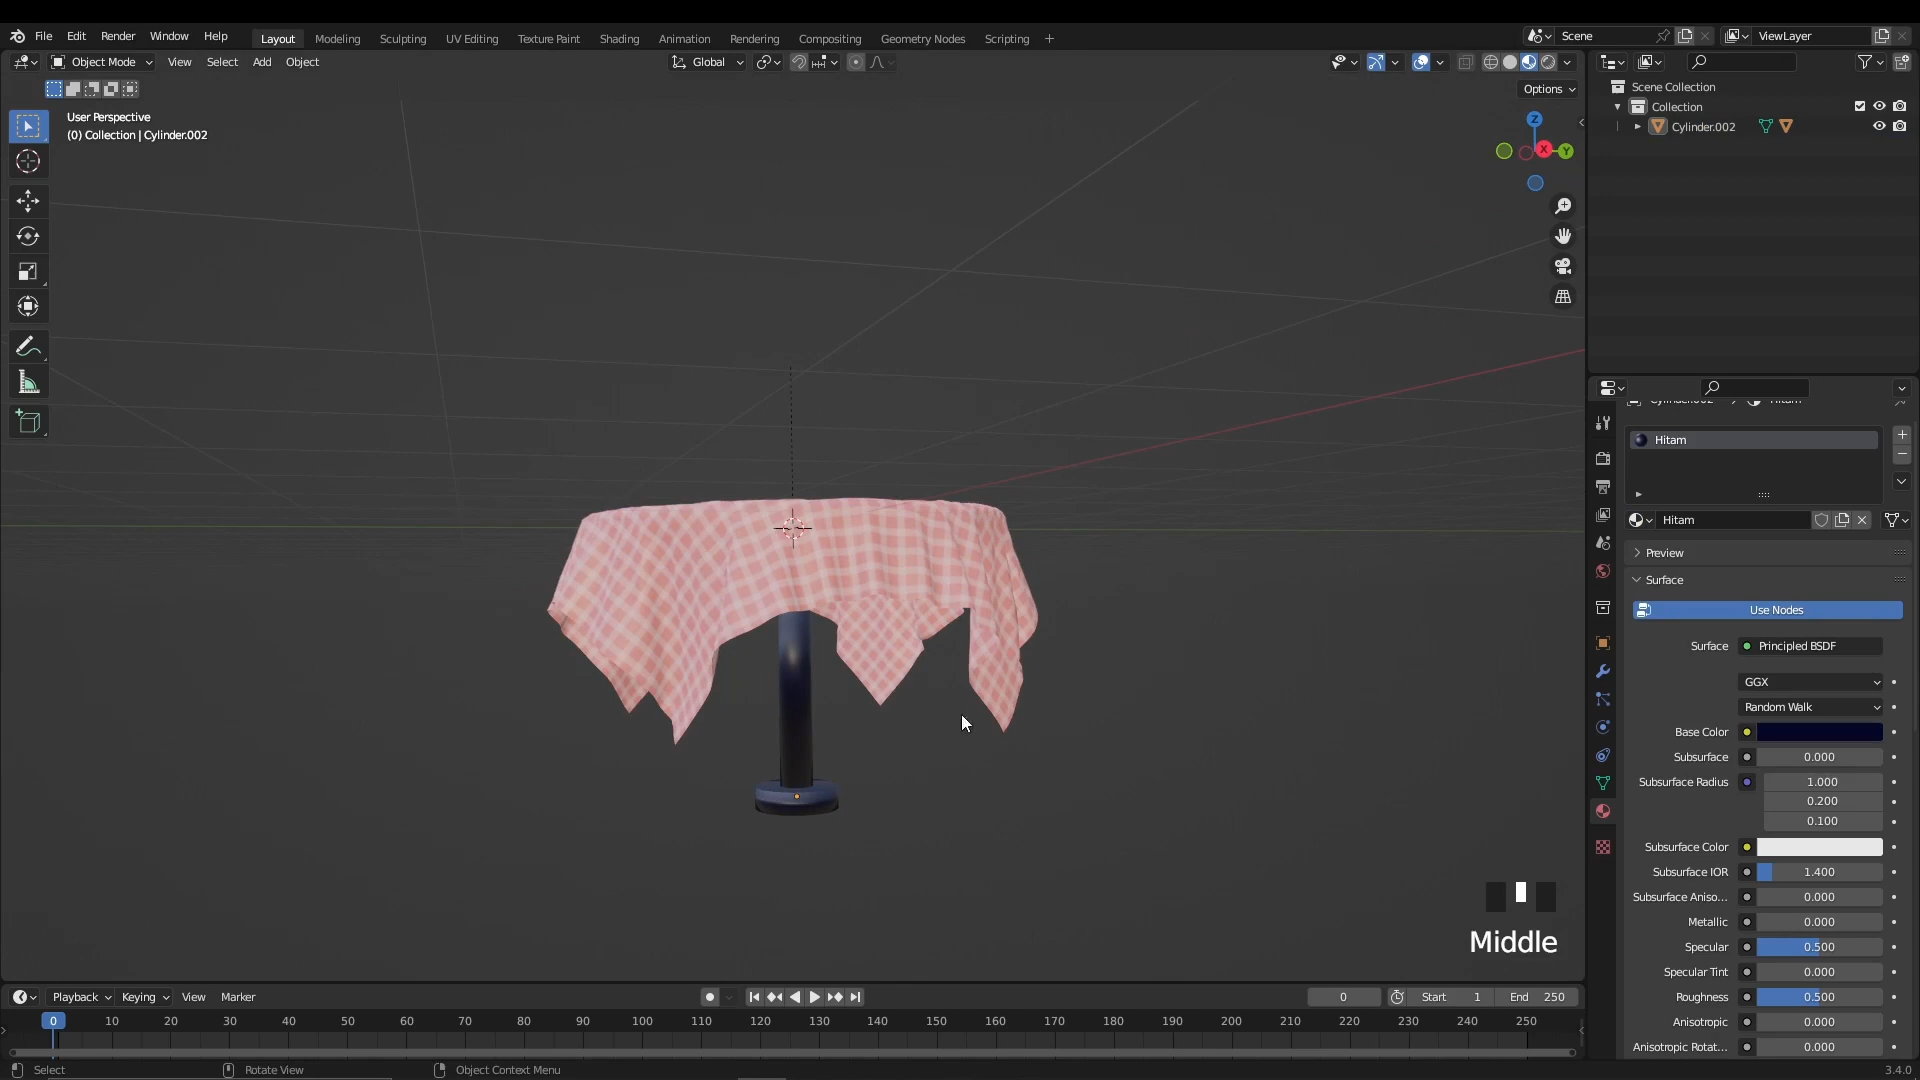 File Edit Render Window Help
Layout Modeling Sculpting UV Editing Texture Paint Shading Animation Rendering Compositing Geometry Nodes Scripting
Scene
ViewLayer
Object Mode View Select Add Object
Global
Options
User Perspective
(0) Collection | Cylinder.002
Z
X
Y
Scene Collection
Collection
Cylinder.002
Hitam
Hitam
Preview
Surface
Use Nodes
Surface Principled BSDF
GGX
Random Walk
Base Color
Subsurface 0.000
Subsurface Radius 1.000
0.200
0.100
Subsurface Color
Subsurface IOR 1.400
Subsurface Aniso... 0.000
Metallic 0.000
Specular 0.500
Specular Tint 0.000
Roughness 0.500
Anisotropic 0.000
Anisotropic Rotat... 0.000
Middle
Playback Keying View Marker
0
Start 1
End 250
0 10 20 30 40 50 60 70 80 90 100 110 120 130 140 150 160 170 180 190 200 210 220 230 240 250
Select Rotate View Object Context Menu
3.4.0